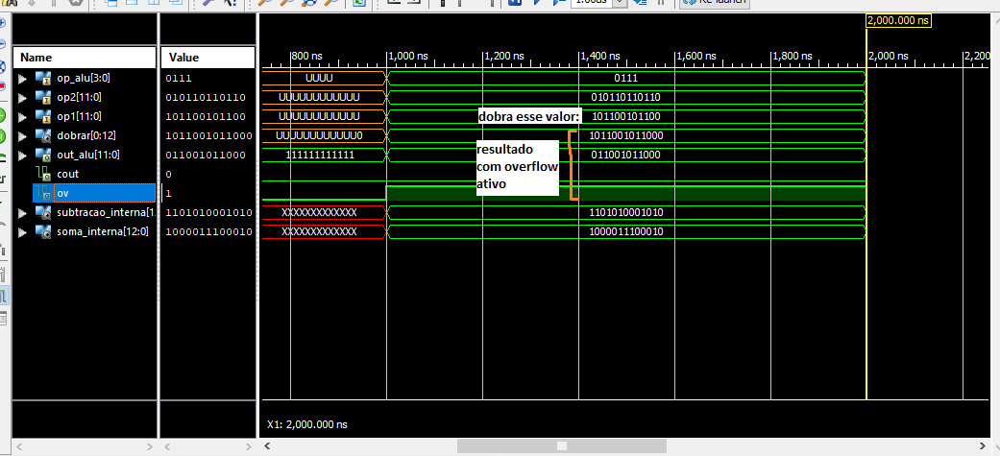 1.00us
Re-launch
2,000.000 ns
Name
Value
800 ns
1,000 ns
1,200 ns
1,400 ns
1,600 ns
1,800 ns
2,000 ns
2,200
op_alu[3:0]
0111
UUUU
0111
op2[11:0]
010110110110
UUUUUUUUUUUU
010110110110
op1[11:0]
101100101100
UUUUUUUUUUUU
dobra esse valor:
101100101100
dobrar[0:12]
1011001011000
UUUUUUUUUUUU0
1011001011000
out_alu[11:0]
011001011000
111111111111
resultado
com overflow
ativo
011001011000
cout
0
ov
1
subtracao_interna[1
1101010001010
XXXXXXXXXXXXX
1101010001010
soma_interna[12:0]
1000011100010
XXXXXXXXXXXXX
1000011100010
X1: 2,000.000 ns